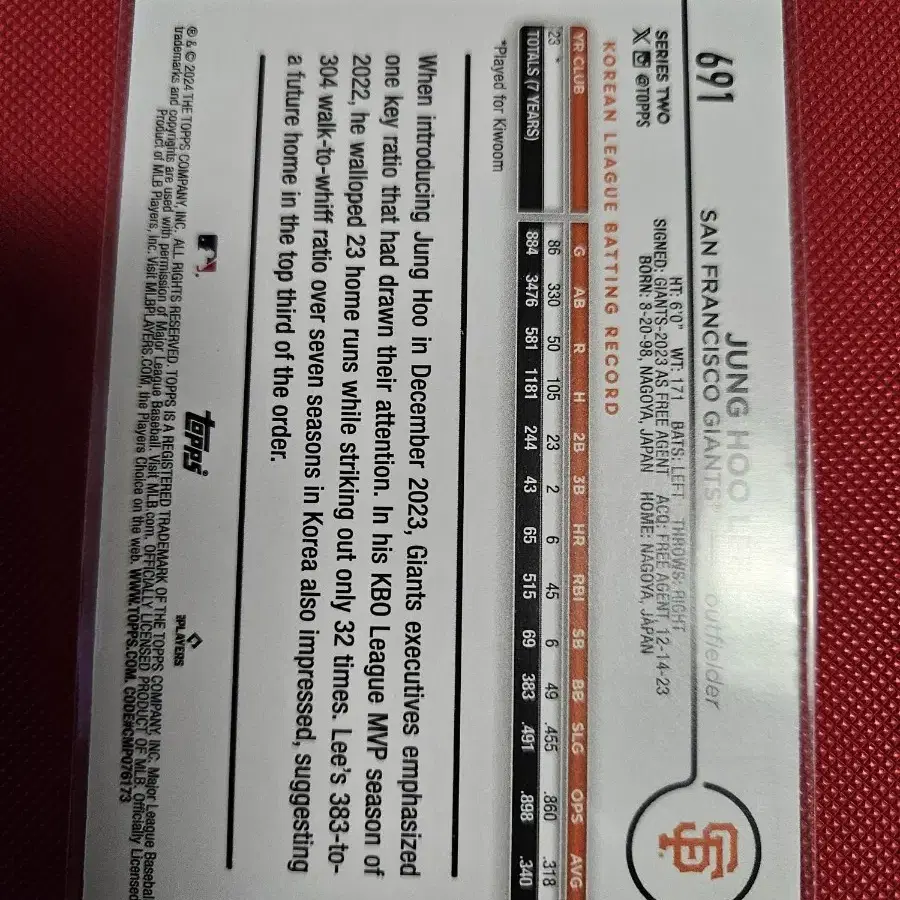 691
JUNG HOO
SAN FRANCISCO GIANTS® outfielder
SERIES TWO
@TOPPS
HT: 6'0" WT: 171 BATS: LEFT THROWS: RIGHT
SIGNED: GIANTS-2023 AS FREE AGENT ACQ: FREE AGENT, 12-14-23
BORN: 8-20-98, NAGOYA, JAPAN HOME: NAGOYA, JAPAN
KOREAN LEAGUE BATTING RECORD
YR CLUB G AB R H 2B 3B HR RBI SB BB SLG OPS AVG
23 * 86 330 50 105 23 2 6 45 6 49 .455 .860 .318
TOTALS (7 YEARS) 884 3476 581 1181 244 43 65 515 69 383 .491 .898 .340
*Played for Kiwoom
When introducing Jung Hoo in December 2023, Giants executives emphasized
one key ratio that had drawn their attention. In his KBO League MVP season of
2022, he walloped 23 home runs while striking out only 32 times. Lee's 383-to-
304 walk-to-whiff ratio over seven seasons in Korea also impressed, suggesting
a future home in the top third of the order.
topps®
PLAYERS
® & © 2024 THE TOPPS COMPANY, INC. ALL RIGHTS RESERVED. TOPPS IS A REGISTERED TRADEMARK OF THE TOPPS COMPANY, INC. Major League Baseball
trademarks and copyrights are used with permission of Major League Baseball. Visit MLB.com. OFFICIALLY LICENSED PRODUCT OF MLB. Officially Licensed
Product of MLB Players, Inc. Visit MLBPLAYERS.COM, the Players Choice on the web. WWW.TOPPS.COM. CODE#CMP076173